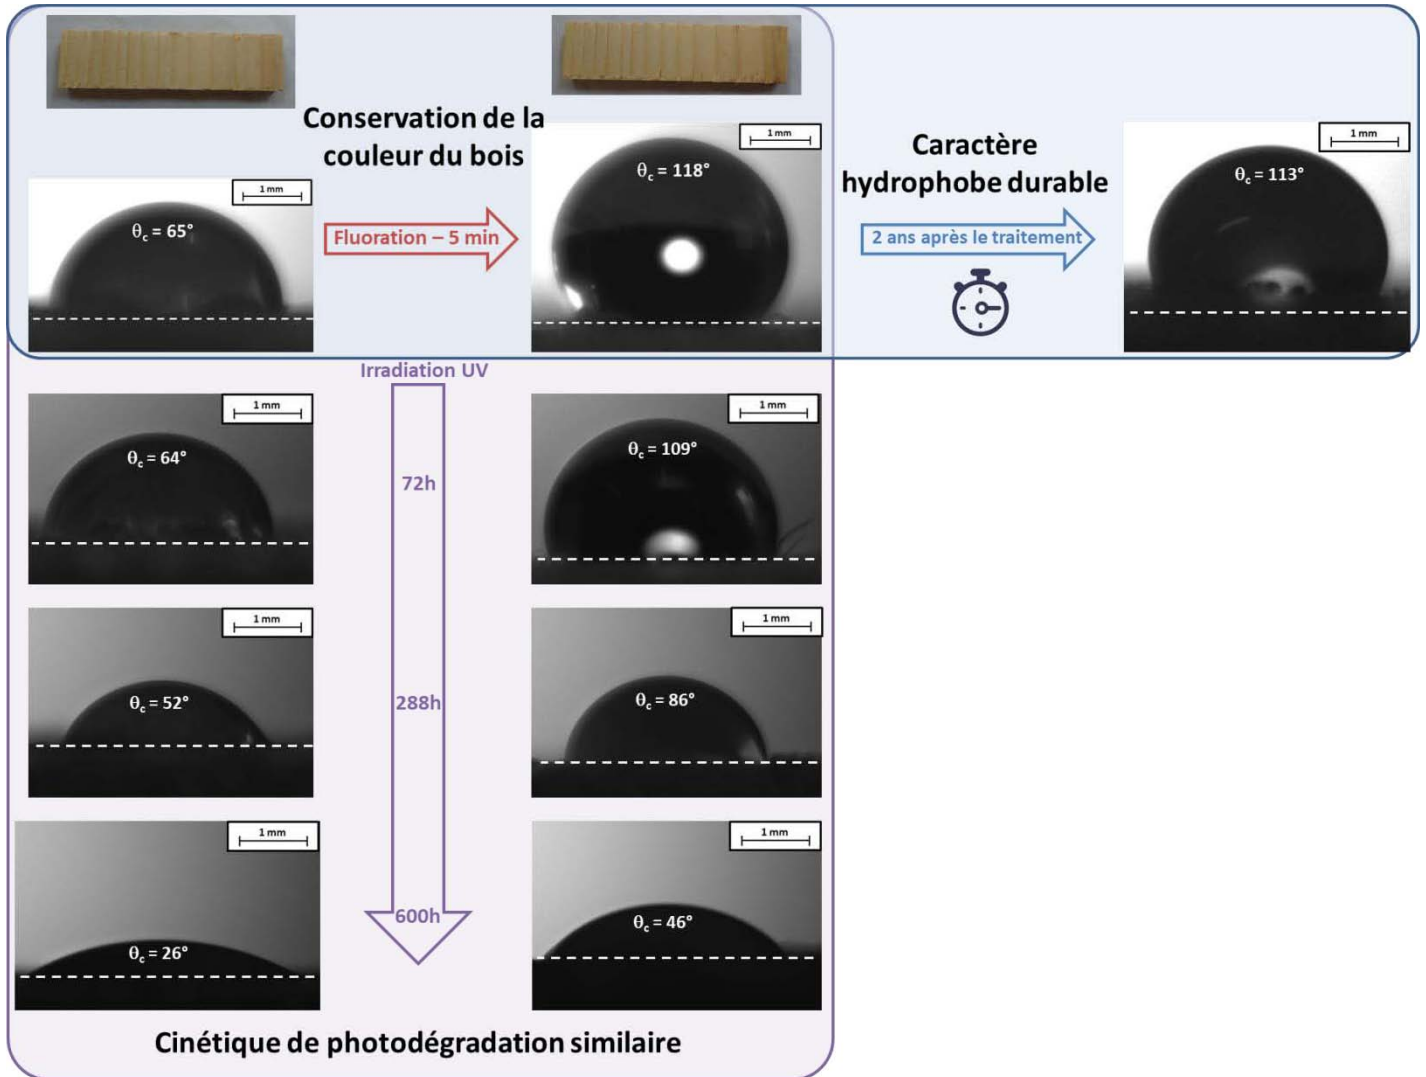 Conservation de la
couleur du bois
1 mm
θc = 65°
Fluoration – 5 min
1 mm
θc = 118°
Caractère
hydrophobe durable
2 ans après le traitement
1 mm
θc = 113°
Irradiation UV
1 mm
θc = 64°
72h
1 mm
θc = 109°
1 mm
θc = 52°
288h
1 mm
θc = 86°
1 mm
θc = 26°
600h
1 mm
θc = 46°
Cinétique de photodégradation similaire